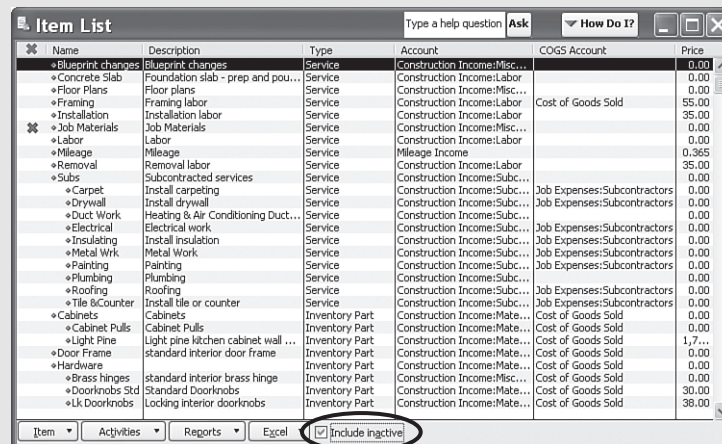 Item List Type a help question Ask How Do I?
Name Description Type Account COGS Account Price
Blueprint changes Blueprint changes Service Construction Income:Misc... 0.00
Concrete Slab Foundation slab - prep and pou... Service Construction Income:Labor 0.00
Floor Plans Floor plans Service Construction Income:Misc... 0.00
Framing Framing labor Service Construction Income:Labor Cost of Goods Sold 55.00
Installation Installation labor Service Construction Income:Labor 35.00
Job Materials Job Materials Service Construction Income:Misc... 0.00
Labor Labor Service Construction Income:Labor 0.00
Mileage Mileage Service Mileage Income 0.365
Removal Removal labor Service Construction Income:Labor 35.00
Subs Subcontracted services Service Construction Income:Subc... 0.00
Carpet Install carpeting Service Construction Income:Subc... Job Expenses:Subcontractors 0.00
Drywall Install drywall Service Construction Income:Subc... Job Expenses:Subcontractors 0.00
Duct Work Heating & Air Conditioning Duct... Service Construction Income:Subc... 0.00
Electrical Electrical work Service Construction Income:Subc... Job Expenses:Subcontractors 0.00
Insulating Install insulation Service Construction Income:Subc... Job Expenses:Subcontractors 0.00
Metal Wrk Metal Work Service Construction Income:Subc... Job Expenses:Subcontractors 0.00
Painting Painting Service Construction Income:Subc... Job Expenses:Subcontractors 0.00
Plumbing Plumbing Service Construction Income:Subc... 0.00
Roofing Roofing Service Construction Income:Subc... Job Expenses:Subcontractors 0.00
Tile &Counter Install tile or counter Service Construction Income:Subc... Job Expenses:Subcontractors 0.00
Cabinets Cabinets Inventory Part Construction Income:Mate... Cost of Goods Sold 0.00
Cabinet Pulls Cabinet Pulls Inventory Part Construction Income:Mate... Cost of Goods Sold 0.00
Light Pine Light pine kitchen cabinet wall ... Inventory Part Construction Income:Mate... Cost of Goods Sold 1,7...
Door Frame standard interior door frame Inventory Part Construction Income:Mate... Cost of Goods Sold 0.00
Hardware Inventory Part Construction Income:Mate... Cost of Goods Sold 0.00
Brass hinges standard interior brass hinge Inventory Part Construction Income:Misc... Cost of Goods Sold 0.00
Doorknobs Std Standard Doorknobs Inventory Part Construction Income:Mate... Cost of Goods Sold 30.00
Lk Doorknobs Locking interior doorknobs Inventory Part Construction Income:Mate... Cost of Goods Sold 38.00
Item Activities Reports Excel Include inactive